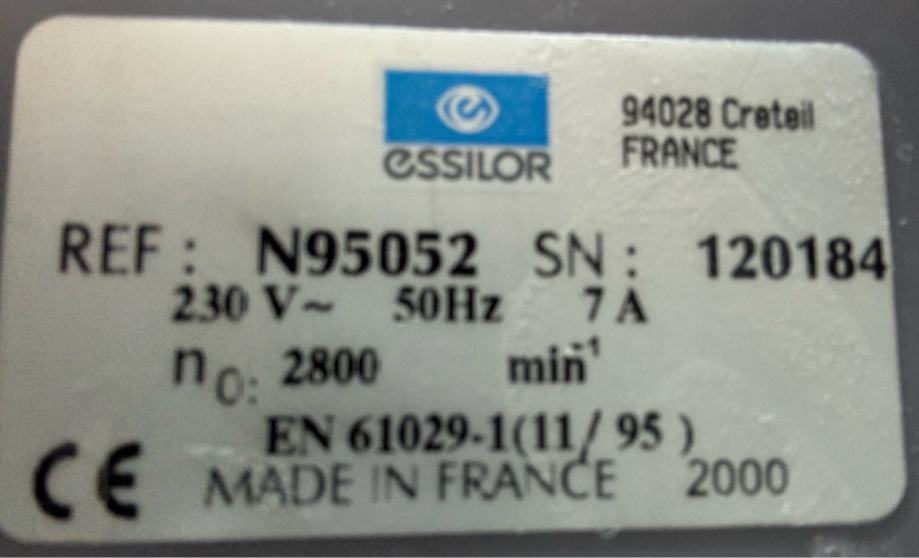 94028 Creteil
FRANCE
eSSILOR
REF : N95052 SN : 120184
230 V~ 50Hz 7 A
n0: 2800 min-1
EN 61029-1(11/ 95 )
CE MADE IN FRANCE 2000